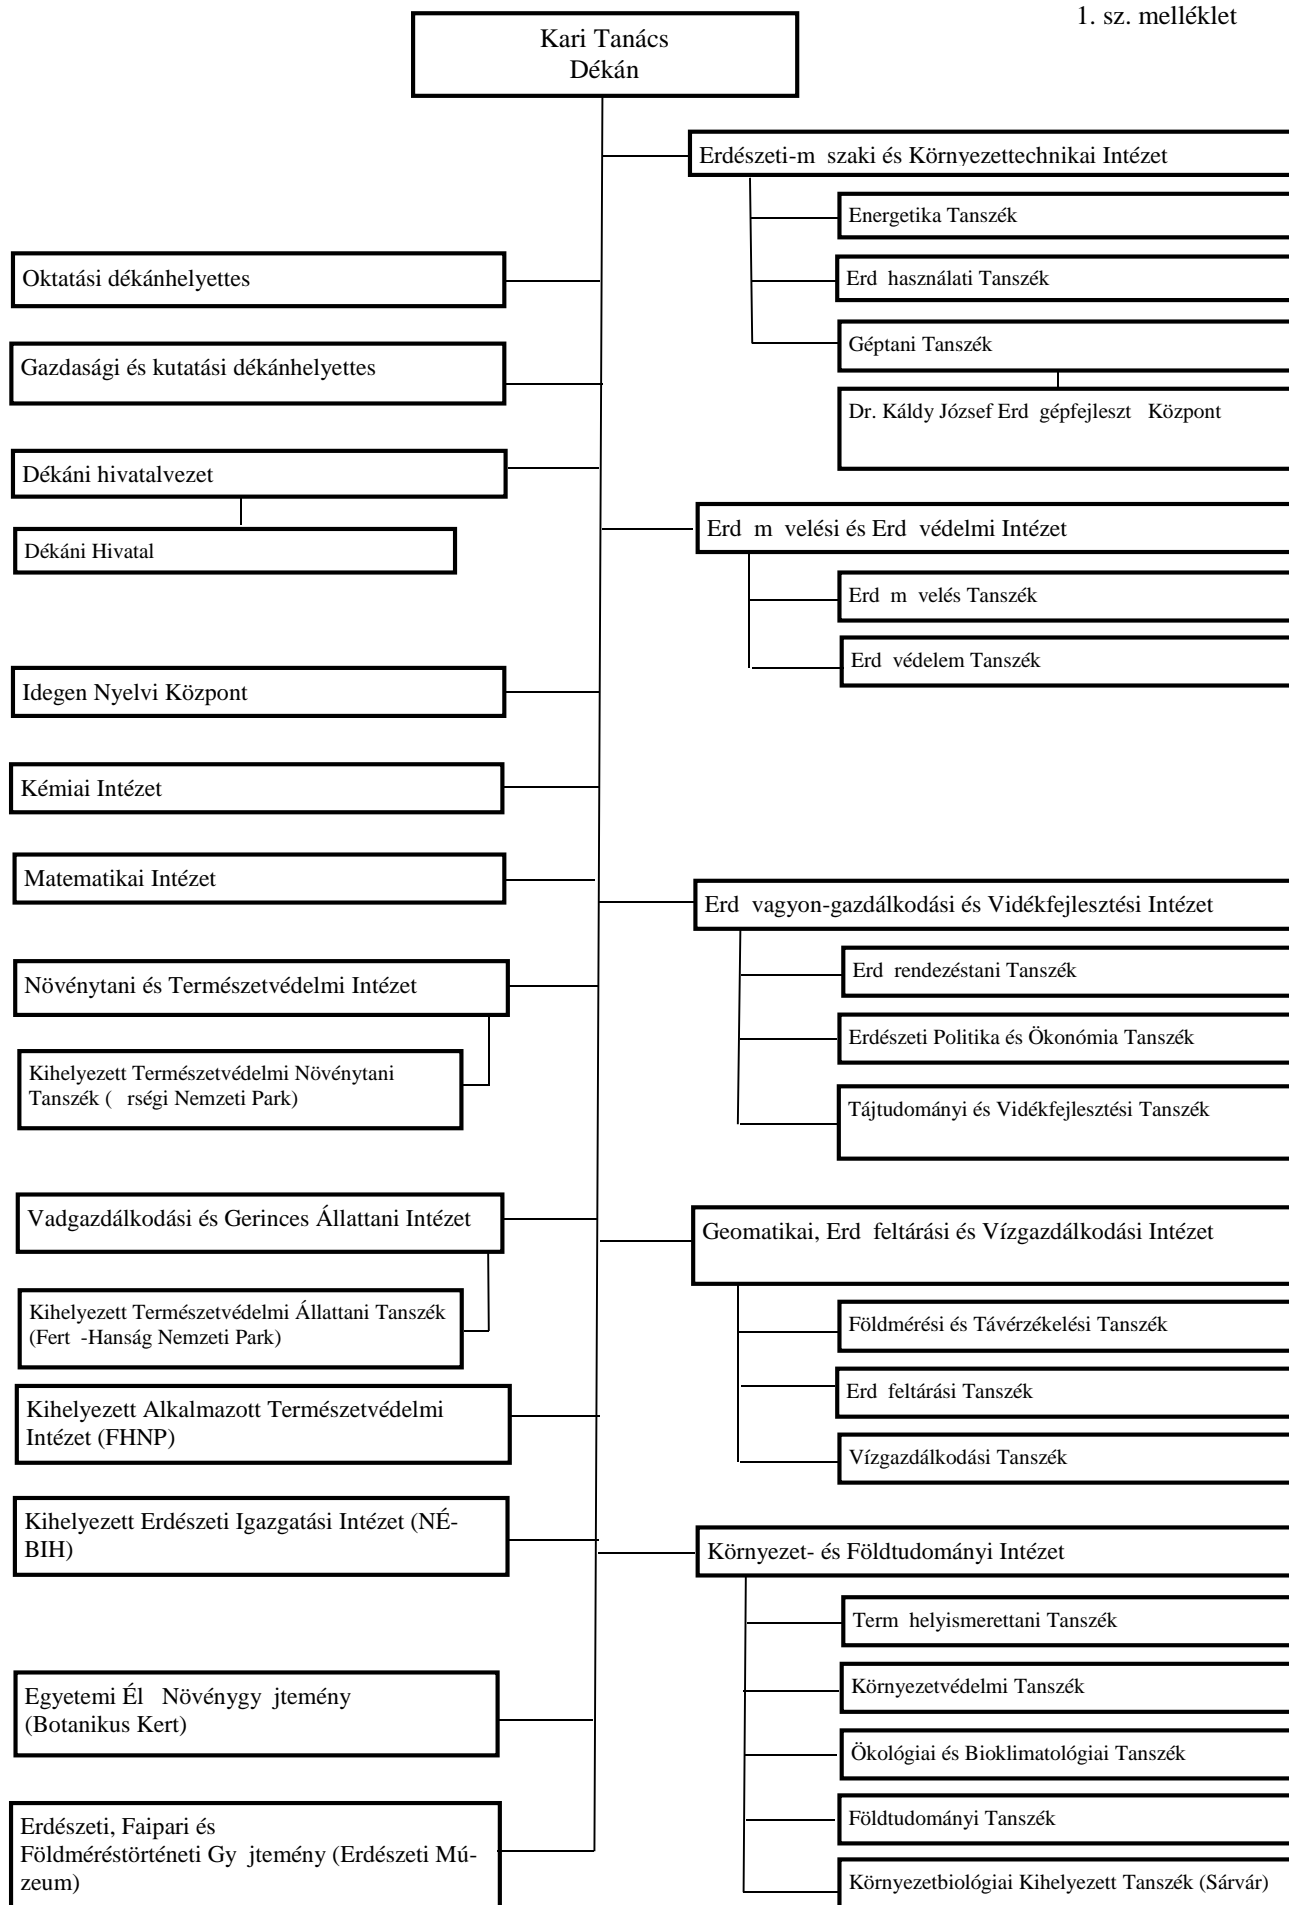 1. sz. melléklet
Kari Tanács
Dékán
Oktatási dékánhelyettes
Gazdasági és kutatási dékánhelyettes
Dékáni hivatalvezet
Dékáni Hivatal
Idegen Nyelvi Központ
Kémiai Intézet
Matematikai Intézet
Növénytani és Természetvédelmi Intézet
Kihelyezett Természetvédelmi Növénytani
Tanszék ( rségi Nemzeti Park)
Vadgazdálkodási és Gerinces Állattani Intézet
Kihelyezett Természetvédelmi Állattani Tanszék
(Fert -Hanság Nemzeti Park)
Kihelyezett Alkalmazott Természetvédelmi
Intézet (FHNP)
Kihelyezett Erdészeti Igazgatási Intézet (NÉ-
BIH)
Egyetemi Él Növénygy jtemény
(Botanikus Kert)
Erdészeti, Faipari és
Földméréstörténeti Gy jtemény (Erdészeti Mú-
zeum)
Erdészeti-m szaki és Környezettechnikai Intézet
Energetika Tanszék
Erd használati Tanszék
Géptani Tanszék
Dr. Káldy József Erd gépfejleszt Központ
Erd m velési és Erd védelmi Intézet
Erd m velés Tanszék
Erd védelem Tanszék
Erd vagyon-gazdálkodási és Vidékfejlesztési Intézet
Erd rendezéstani Tanszék
Erdészeti Politika és Ökonómia Tanszék
Tájtudományi és Vidékfejlesztési Tanszék
Geomatikai, Erd feltárási és Vízgazdálkodási Intézet
Földmérési és Távérzékelési Tanszék
Erd feltárási Tanszék
Vízgazdálkodási Tanszék
Környezet- és Földtudományi Intézet
Term helyismerettani Tanszék
Környezetvédelmi Tanszék
Ökológiai és Bioklimatológiai Tanszék
Földtudományi Tanszék
Környezetbiológiai Kihelyezett Tanszék (Sárvár)